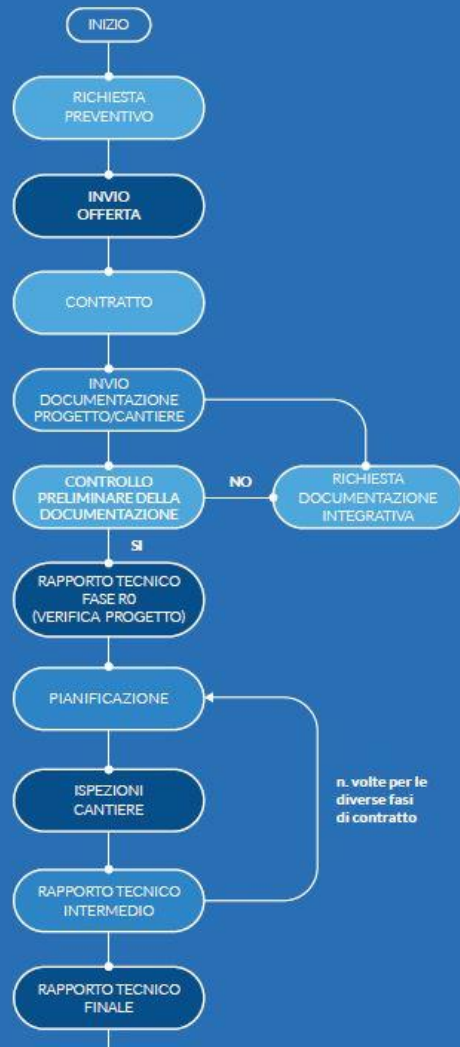 INIZIO
RICHIESTA
PREVENTIVO
INVIO
OFFERTA
CONTRATTO
INVIO
DOCUMENTAZIONE
PROGETTO/CANTIERE
CONTROLLO
PRELIMINARE DELLA
DOCUMENTAZIONE
NO
RICHIESTA
DOCUMENTAZIONE
INTEGRATIVA
SI
RAPPORTO TECNICO
FASE R0
(VERIFICA PROGETTO)
PIANIFICAZIONE
ISPEZIONI
CANTIERE
n. volte per le
diverse fasi
di contratto
RAPPORTO TECNICO
INTERMEDIO
RAPPORTO TECNICO
FINALE